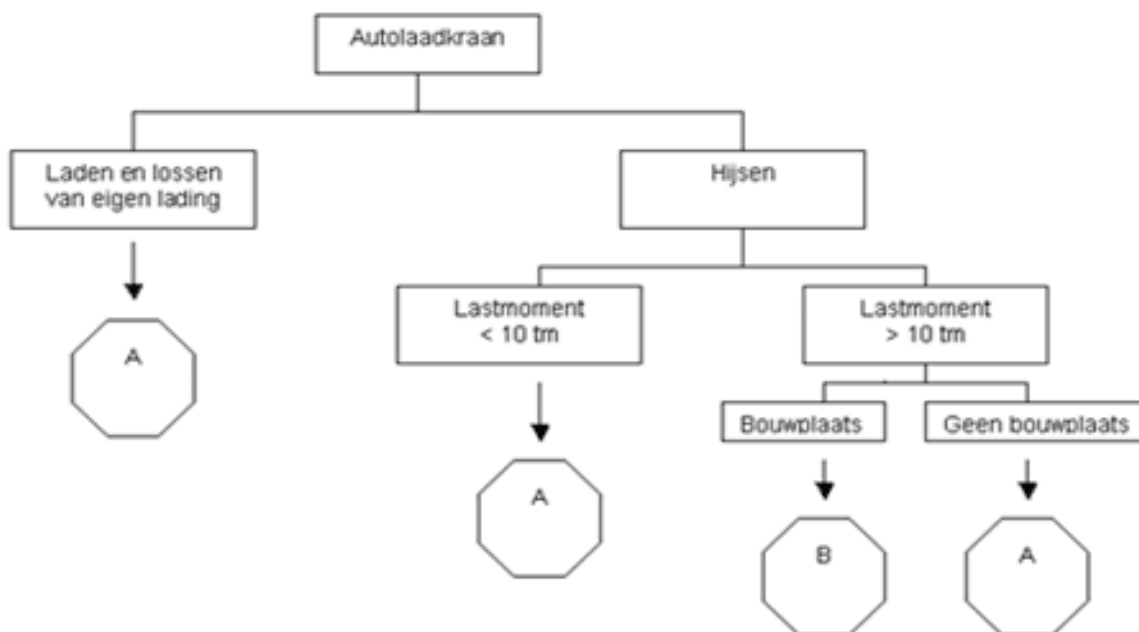 Autolaadkraan
Laden en lossen
van eigen lading
Hijsen
A
Lastmoment
< 10 tm
Lastmoment
> 10 tm
A
Bouwplaats
Geen bouwplaats
B
A